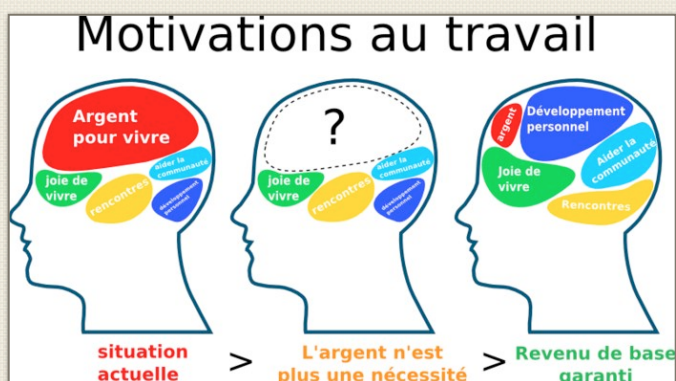 Motivations au travail
Argent
pour vivre
Joie de
vivre
rencontres
aider la
communauté
développement
personnel
?
joie de
vivre
rencontres
aider la
communauté
développement
personnel
argent
Développement
personnel
Aider la
communauté
Joie de
vivre
Rencontres
situation
actuelle
>
L'argent n'est
plus une nécessité
>
Revenu de base
garanti